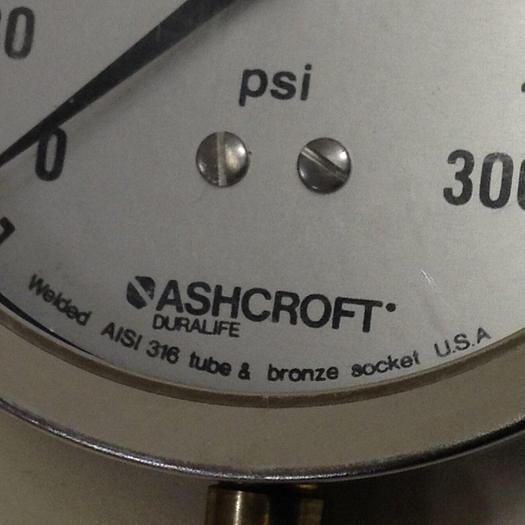 psi
0
300
ASHCROFT
DURALIFE
Welded AISI 316 tube & bronze socket U.S.A